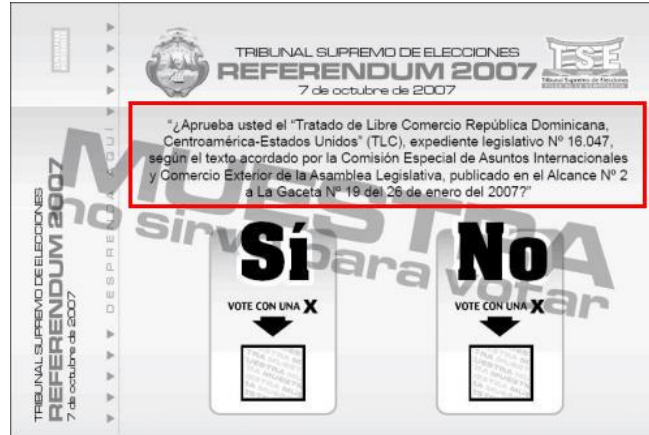 TRIBUNAL SUPREMO DE ELECCIONES
REFERENDUM 2007
7 de octubre de 2007
TSE
Tribunal Supremo de Elecciones
"¿Aprueba usted el "Tratado de Libre Comercio República Dominicana,
Centroamérica-Estados Unidos" (TLC), expediente legislativo Nº 16.047,
según el texto acordado por la Comisión Especial de Asuntos Internacionales
y Comercio Exterior de la Asamblea Legislativa, publicado en el Alcance Nº 2
a La Gaceta Nº 19 del 26 de enero del 2007?"
MUESTRA
no sirve para votar
Sí
No
VOTE CON UNA X
VOTE CON UNA X
DESPRENDA AQUÍ
TRIBUNAL SUPREMO DE ELECCIONES
REFERENDUM 2007
7 de octubre de 2007